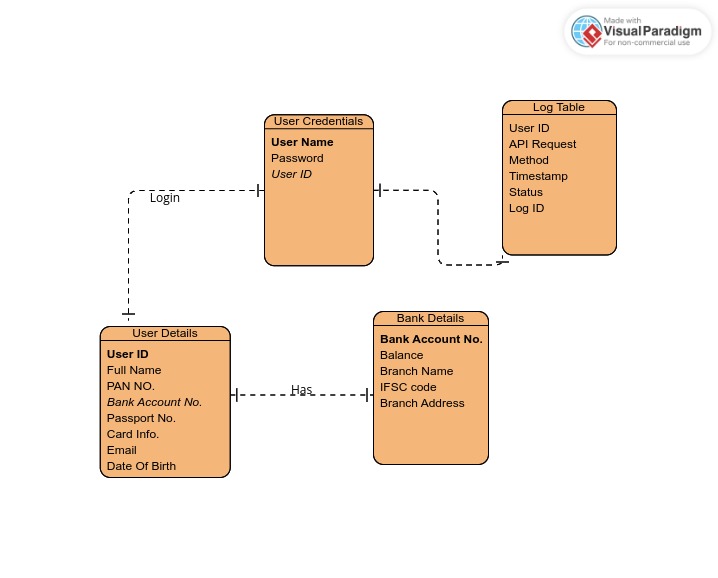 Made with
VisualParadigm
For non-commercial use
User Credentials
User Name
Password
User ID
Log Table
User ID
API Request
Method
Timestamp
Status
Log ID
Login
User Details
User ID
Full Name
PAN NO.
Bank Account No.
Passport No.
Card Info.
Email
Date Of Birth
Has
Bank Details
Bank Account No.
Balance
Branch Name
IFSC code
Branch Address